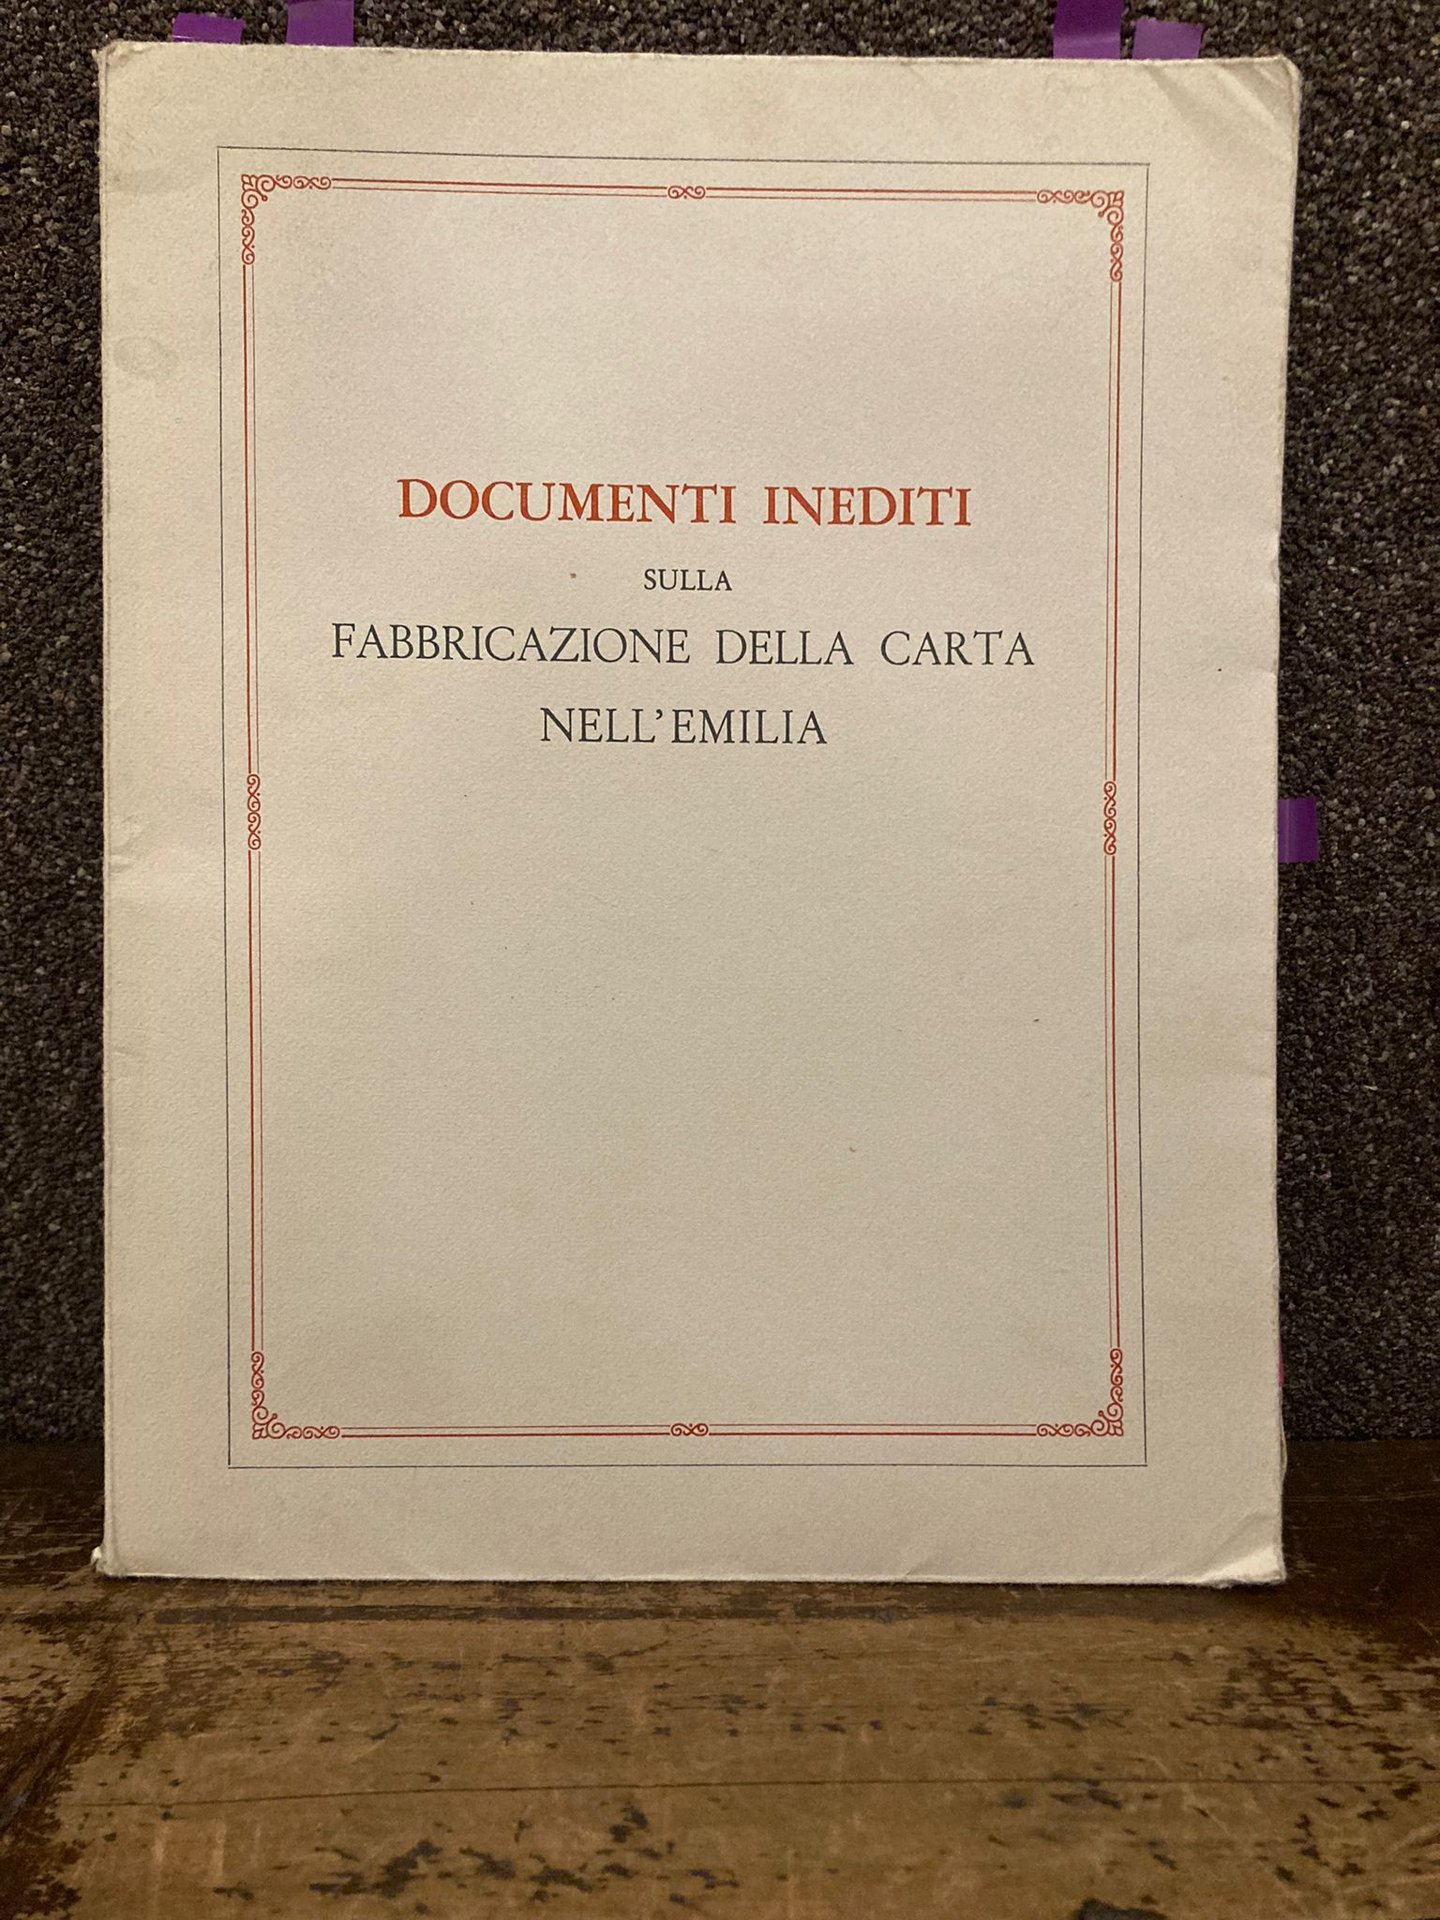 DOCUMENTI INEDITI
SULLA
FABBRICAZIONE DELLA CARTA
NELL'EMILIA